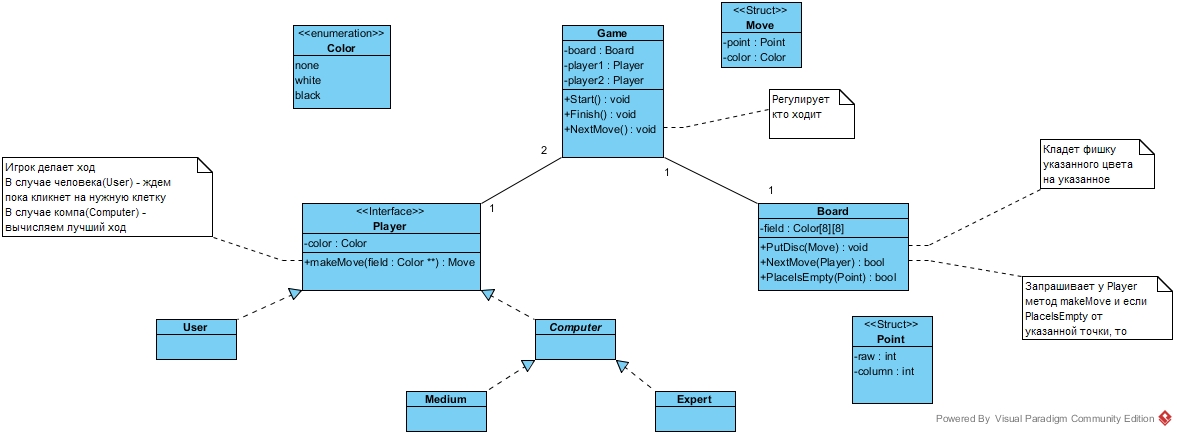 <<enumeration>>
Color
none
white
black
Game
-board : Board
-player1 : Player
-player2 : Player
+Start() : void
+Finish() : void
+NextMove() : void
<<Struct>>
Move
-point : Point
-color : Color
Регулирует
кто ходит
Игрок делает ход
В случае человека(User) - ждем
пока кликнет на нужную клетку
В случае компа(Computer) -
вычисляем лучший ход
2
1
1
1
Кладет фишку
указанного цвета
на указанное
<<Interface>>
Player
-color : Color
+makeMove(field : Color **) : Move
Board
-field : Color[8][8]
+PutDisc(Move) : void
+NextMove(Player) : bool
+PlaceIsEmpty(Point) : bool
Запрашивает у Player
метод makeMove и если
PlaceIsEmpty от
указанной точки, то
User
Computer
<<Struct>>
Point
-raw : int
-column : int
Medium
Expert
Powered By Visual Paradigm Community Edition